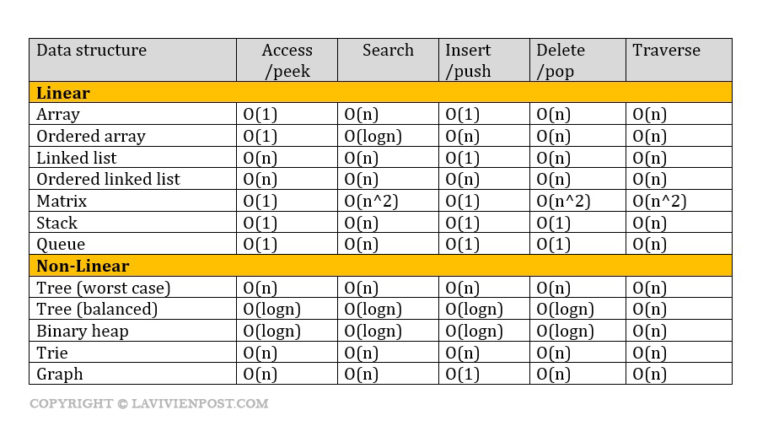 Data structure Access /peek Search Insert /push Delete /pop Traverse
Linear
Array O(1) O(n) O(1) O(n) O(n)
Ordered array O(1) O(logn) O(n) O(n) O(n)
Linked list O(n) O(n) O(1) O(n) O(n)
Ordered linked list O(n) O(n) O(n) O(n) O(n)
Matrix O(1) O(n^2) O(1) O(n^2) O(n^2)
Stack O(1) O(n) O(1) O(1) O(n)
Queue O(1) O(n) O(1) O(1) O(n)
Non-Linear
Tree (worst case) O(n) O(n) O(n) O(n) O(n)
Tree (balanced) O(logn) O(logn) O(logn) O(logn) O(n)
Binary heap O(logn) O(logn) O(logn) O(logn) O(n)
Trie O(n) O(n) O(n) O(n) O(n)
Graph O(n) O(n) O(1) O(n) O(n)
COPYRIGHT © LAVIVIENPOST.COM